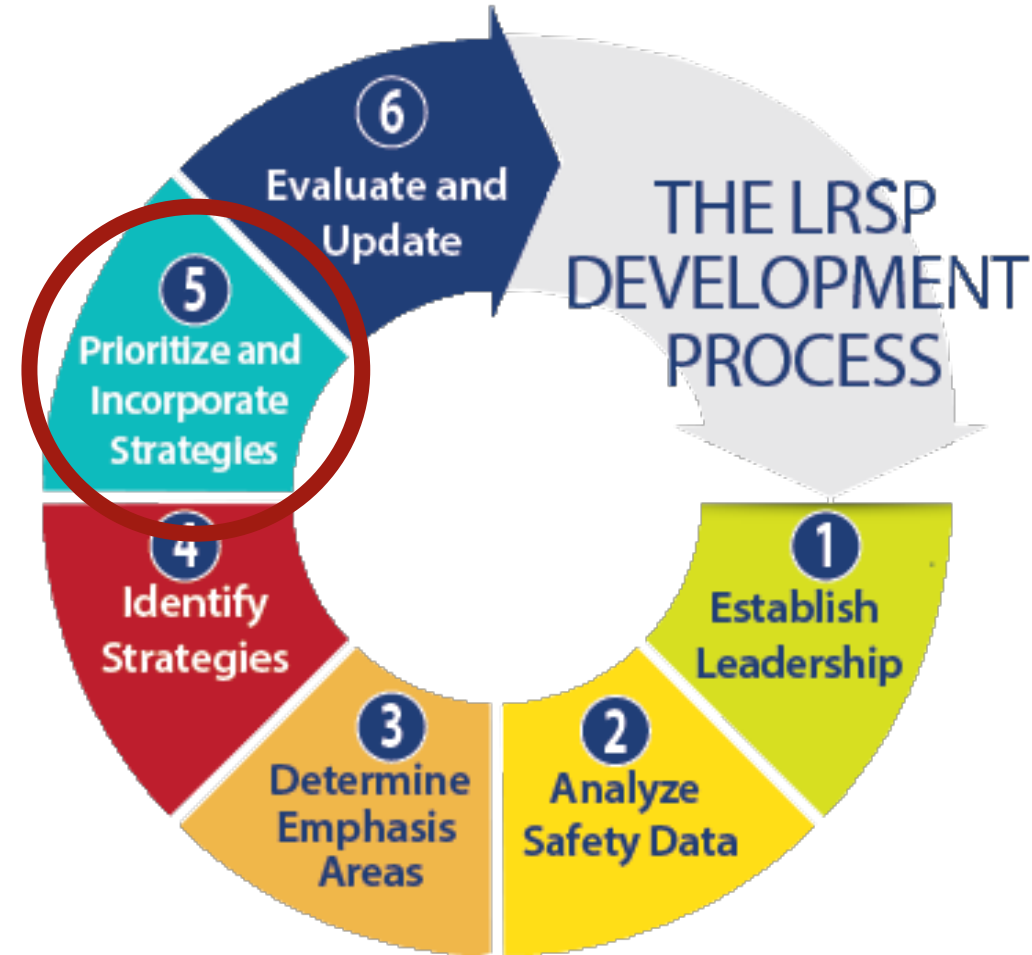 THE LRSP
DEVELOPMENT
PROCESS
1
Establish
Leadership
2
Analyze
Safety Data
3
Determine
Emphasis
Areas
4
Identify
Strategies
5
Prioritize and
Incorporate
Strategies
6
Evaluate and
Update